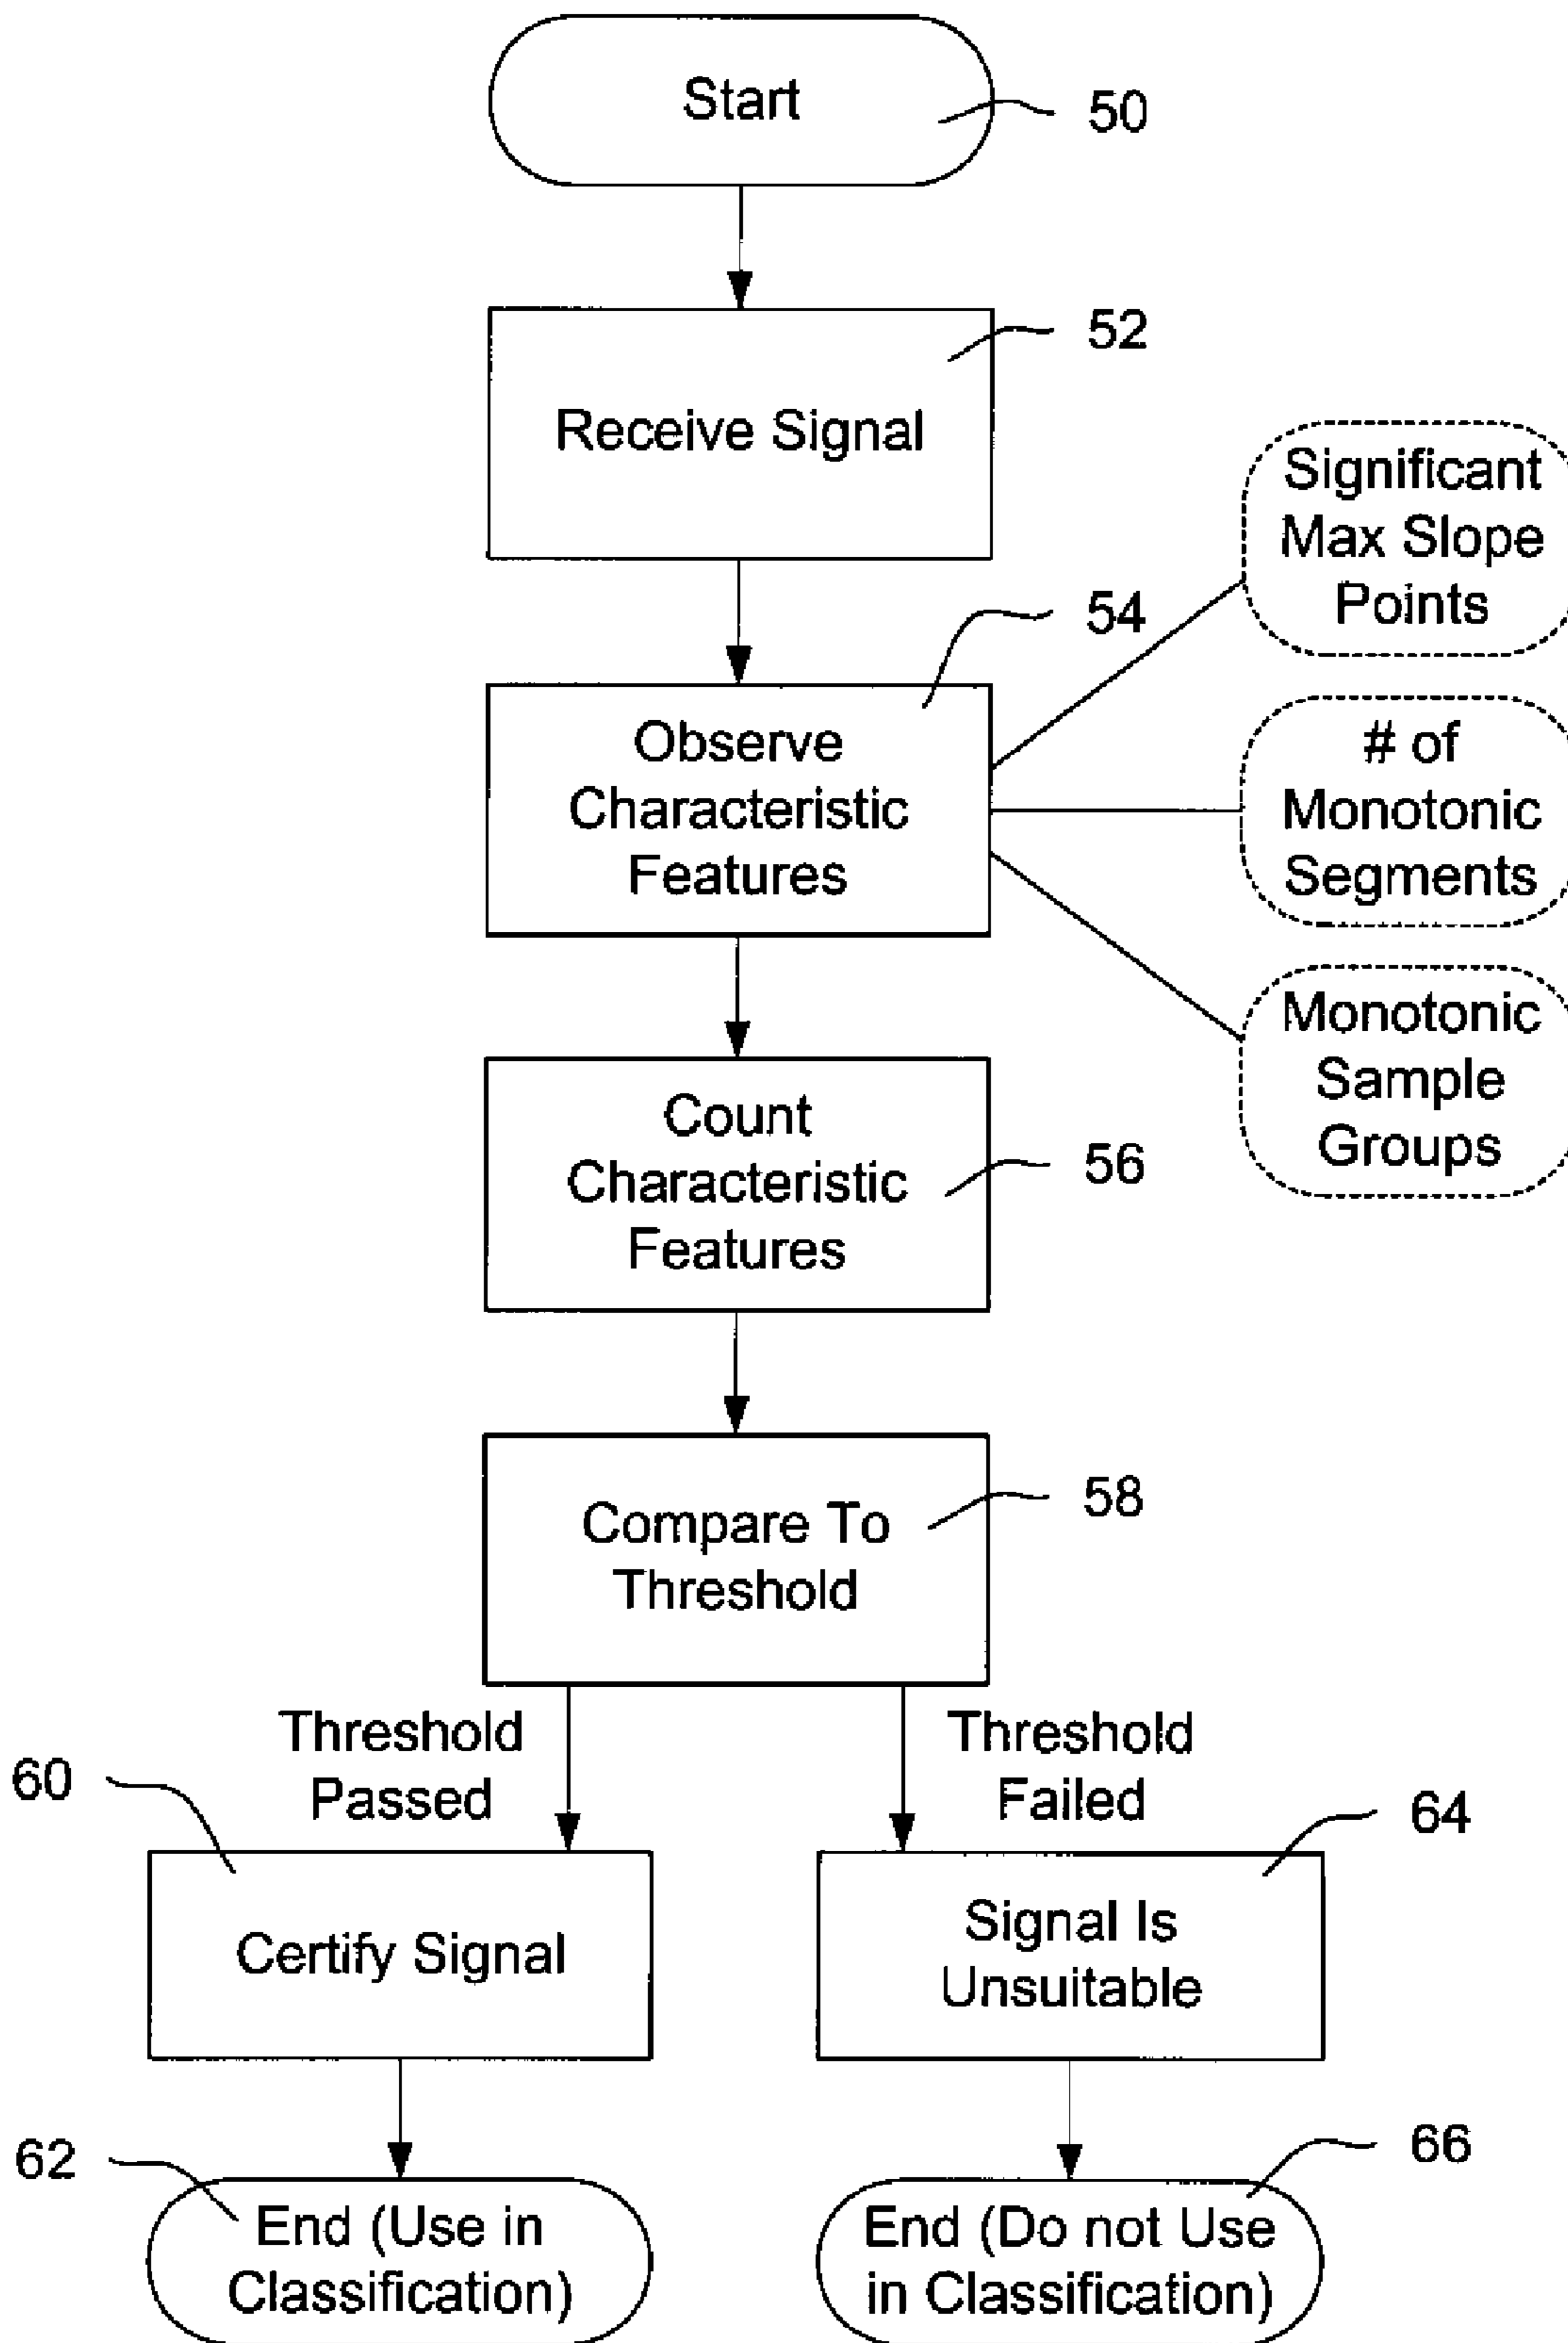 Start
50
52
Receive Signal
Significant
Max Slope
Points
54
Observe
Characteristic
Features
# of
Monotonic
Segments
Monotonic
Sample
Groups
Count
Characteristic
Features
56
58
Compare To
Threshold
Threshold
Passed
Threshold
Failed
60
64
Certify Signal
Signal Is
Unsuitable
62
66
End (Use in
Classification)
End (Do not Use
in Classification)